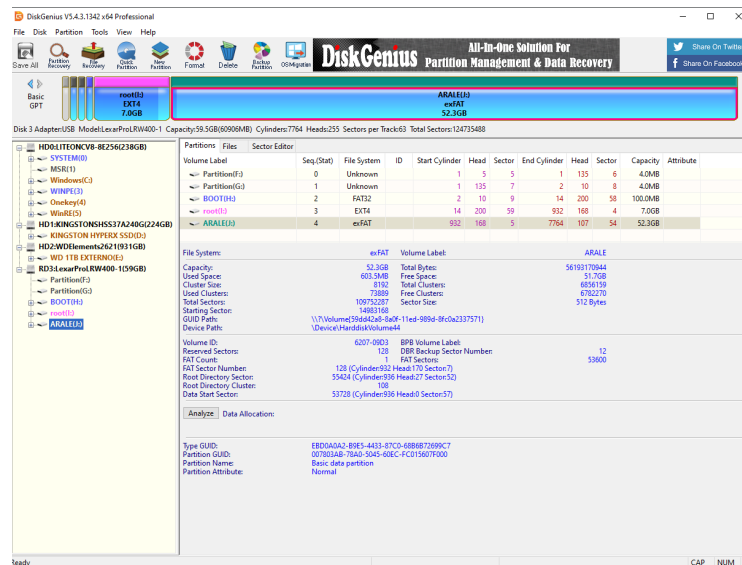 DiskGenius V5.4.3.1342 x64 Professional
File Disk Partition Tools View Help
Save All Partition Recovery File Recovery Quick Partition New Partition Format Delete Backup Partition OS Migration DiskGenius All-In-One Solution For Partition Management & Data Recovery Share On Twitte Share On Facebook
Basic GPT
root(I:) EXT4 7.0GB
ARALE(J:) exFAT 52.3GB
Disk 3 Adapter:USB Model:LexarProLRW400-1 Capacity:59.5GB(60906MB) Cylinders:7764 Heads:255 Sectors per Track:63 Total Sectors:124735488
HD0:LITEONCV8-8E256(238GB)
SYSTEM(0)
MSR(1)
Windows(C:)
WINPE(3)
Onekey(4)
WinRE(5)
HD1:KINGSTONSHSS37A240G(224GB)
KINGSTON HYPERX SSD(D:)
HD2:WDElements2621(931GB)
WD 1TB EXTERNO(E:)
RD3:LexarProLRW400-1(59GB)
Partition(F:)
Partition(G:)
BOOT(H:)
root(I:)
ARALE(J:)
Partitions Files Sector Editor
Volume Label Seq.(Stat) File System ID Start Cylinder Head Sector End Cylinder Head Sector Capacity Attribute
Partition(F:) 0 Unknown 1 5 5 1 135 6 4.0MB
Partition(G:) 1 Unknown 1 135 7 2 10 8 4.0MB
BOOT(H:) 2 FAT32 2 10 9 14 200 58 100.0MB
root(I:) 3 EXT4 14 200 59 932 168 4 7.0GB
ARALE(J:) 4 exFAT 932 168 5 7764 107 54 52.3GB
File System: exFAT Volume Label: ARALE
Capacity: 52.3GB Total Bytes: 56193170944
Used Space: 603.5MB Free Space: 51.7GB
Cluster Size: 8192 Total Clusters: 6856159
Used Clusters: 73889 Free Clusters: 6782270
Total Sectors: 109752287 Sector Size: 512 Bytes
Starting Sector: 14983168
GUID Path: \\?\Volume{59dd42a8-8a0f-11ed-989d-8fc0a2337571}
Device Path: \Device\HarddiskVolume44
Volume ID: 6207-09D3 BPB Volume Label:
Reserved Sectors: 128 DBR Backup Sector Number: 12
FAT Count: 1 FAT Sectors: 53600
FAT Sector Number: 128 (Cylinder:932 Head:170 Sector:7)
Root Directory Sector: 55424 (Cylinder:936 Head:27 Sector:52)
Root Directory Cluster: 108
Data Start Sector: 53728 (Cylinder:936 Head:0 Sector:57)
Analyze Data Allocation:
Type GUID: EBD0A0A2-B9E5-4433-87C0-68B6B72699C7
Partition GUID: 007803AB-78A0-5045-60EC-FC015607F000
Partition Name: Basic data partition
Partition Attribute: Normal
Ready CAP NUM